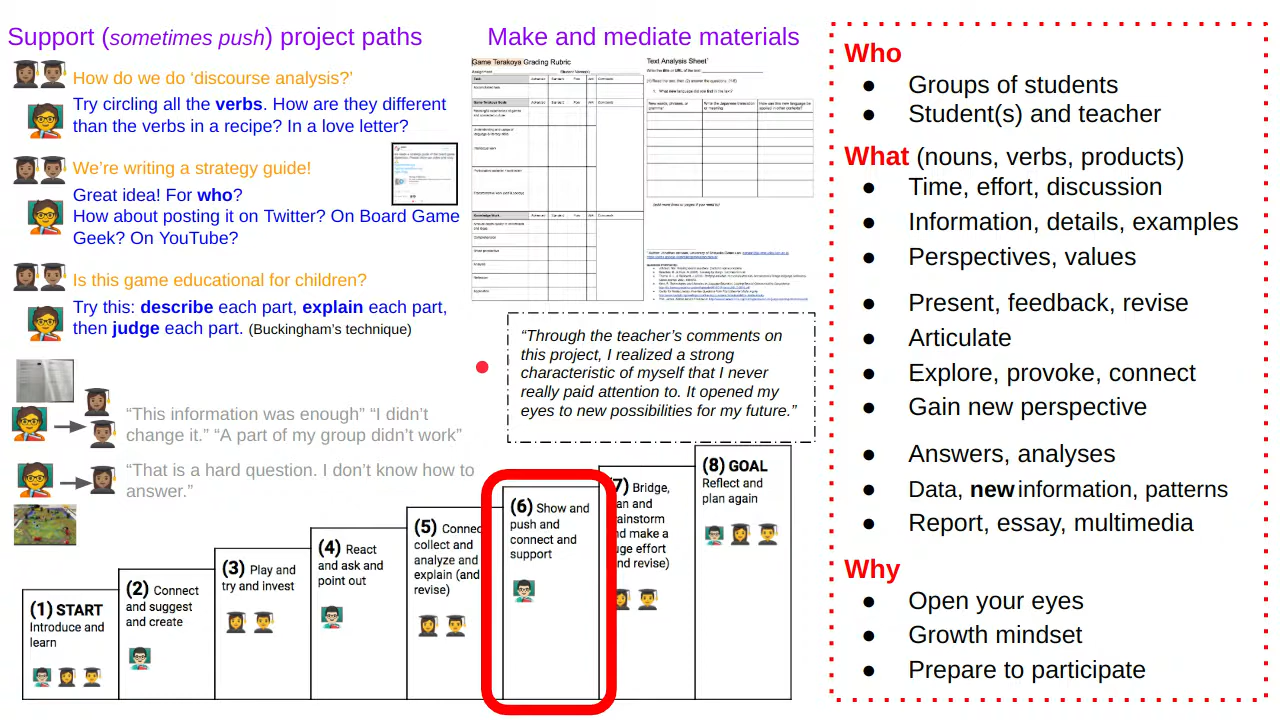 Support (sometimes push) project paths
How do we do ‘discourse analysis?’
Try circling all the verbs. How are they different
than the verbs in a recipe? In a love letter?
We’re writing a strategy guide!
Great idea! For who?
How about posting it on Twitter? On Board Game
Geek? On YouTube?
Is this game educational for children?
Try this: describe each part, explain each part,
then judge each part. (Buckingham’s technique)
“This information was enough” “I didn’t
change it.” “A part of my group didn’t work”
“That is a hard question. I don’t know how to
answer.”
Make and mediate materials
Game Terakoya Grading Rubric
Text Analysis Sheet
“Through the teacher’s comments on
this project, I realized a strong
characteristic of myself that I never
really paid attention to. It opened my
eyes to new possibilities for my future.”
(1) START
Introduce and
learn
(2) Connect
and suggest
and create
(3) Play and
try and invest
(4) React
and ask and
point out
(5) Connec
collect and
analyze and
explain (and
revise)
(6) Show and
push and
connect and
support
7) Bridge,
an and
ainstorm
nd make a
uge effort
nd revise)
(8) GOAL
Reflect and
plan again
Who
● Groups of students
● Student(s) and teacher
What (nouns, verbs, products)
● Time, effort, discussion
● Information, details, examples
● Perspectives, values
● Present, feedback, revise
● Articulate
● Explore, provoke, connect
● Gain new perspective
● Answers, analyses
● Data, new information, patterns
● Report, essay, multimedia
Why
● Open your eyes
● Growth mindset
● Prepare to participate